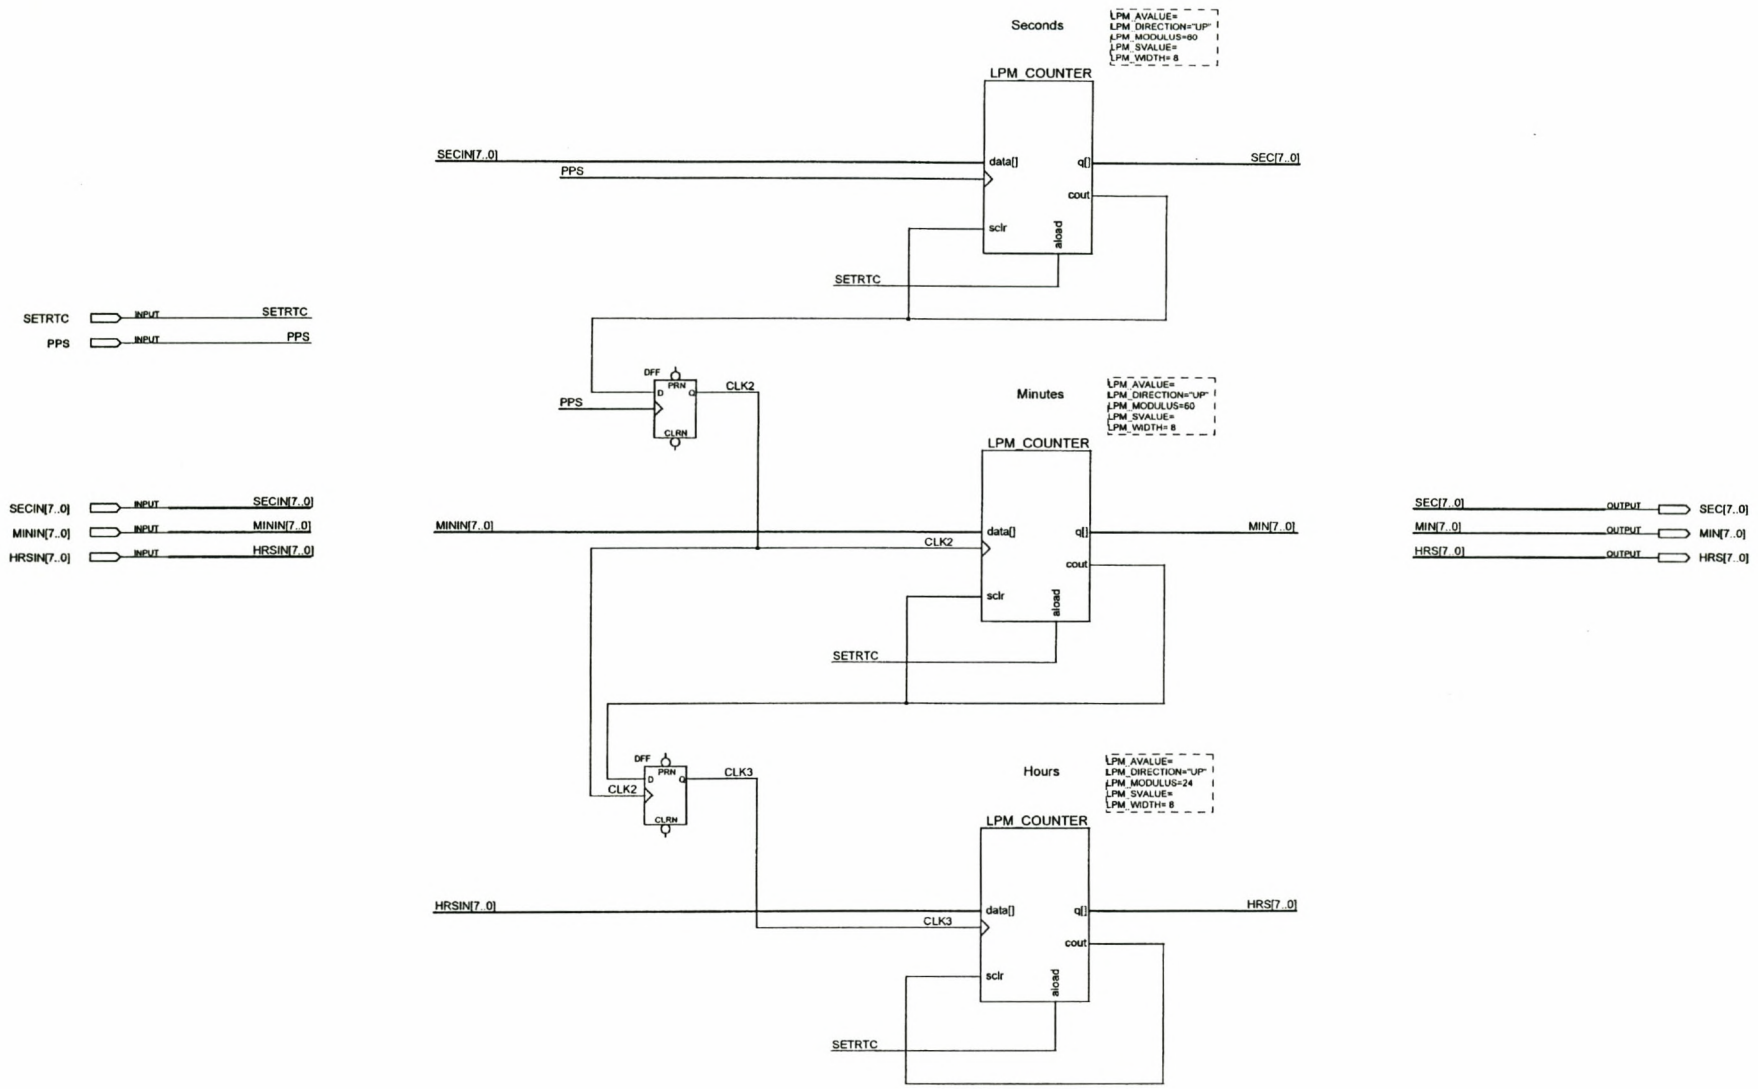 Seconds
LPM_AVALUE=
LPM_DIRECTION="UP"
LPM_MODULUS=60
LPM_SVALUE=
LPM_WIDTH= 8
LPM_COUNTER
SECIN[7..0]
data[]
q[]
SEC[7..0]
PPS
cout
sclr
aload
SETRTC
SETRTC
INPUT
SETRTC
PPS
INPUT
PPS
DFF
PRN
D
Q
CLK2
PPS
CLRN
Minutes
LPM_AVALUE=
LPM_DIRECTION="UP"
LPM_MODULUS=60
LPM_SVALUE=
LPM_WIDTH= 8
LPM_COUNTER
SECIN[7..0]
INPUT
SECIN[7..0]
MININ[7..0]
INPUT
MININ[7..0]
HRSIN[7..0]
INPUT
HRSIN[7..0]
MININ[7..0]
data[]
q[]
MIN[7..0]
CLK2
cout
sclr
aload
SETRTC
SEC[7..0]
OUTPUT
SEC[7..0]
MIN[7..0]
OUTPUT
MIN[7..0]
HRS[7..0]
OUTPUT
HRS[7..0]
DFF
PRN
D
Q
CLK3
CLK2
CLRN
Hours
LPM_AVALUE=
LPM_DIRECTION="UP"
LPM_MODULUS=24
LPM_SVALUE=
LPM_WIDTH= 8
LPM_COUNTER
HRSIN[7..0]
data[]
q[]
HRS[7..0]
CLK3
cout
sclr
aload
SETRTC